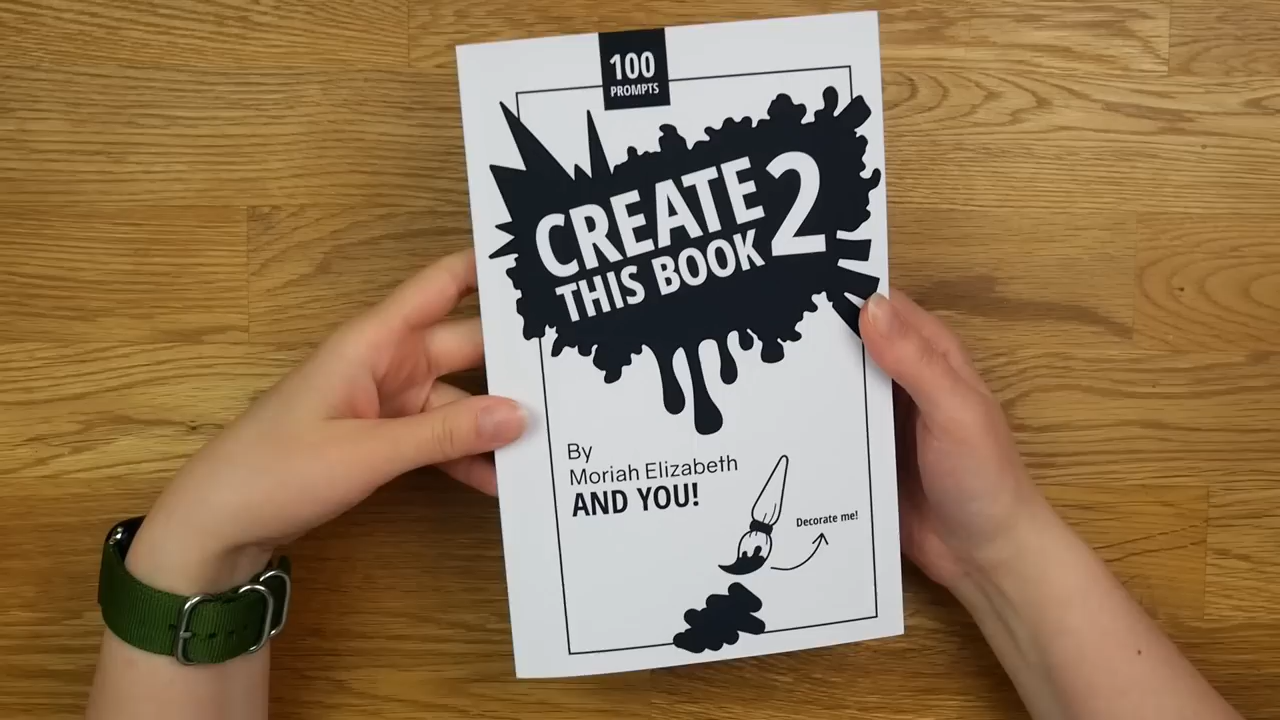 100
PROMPTS
CREATE
THIS BOOK 2
By
Moriah Elizabeth
AND YOU!
Decorate me!